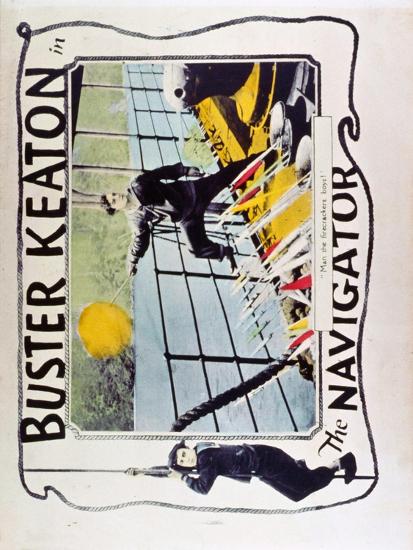 BUSTER KEATON in
"Man the firecrackers boys!!"
The NAVIGATOR